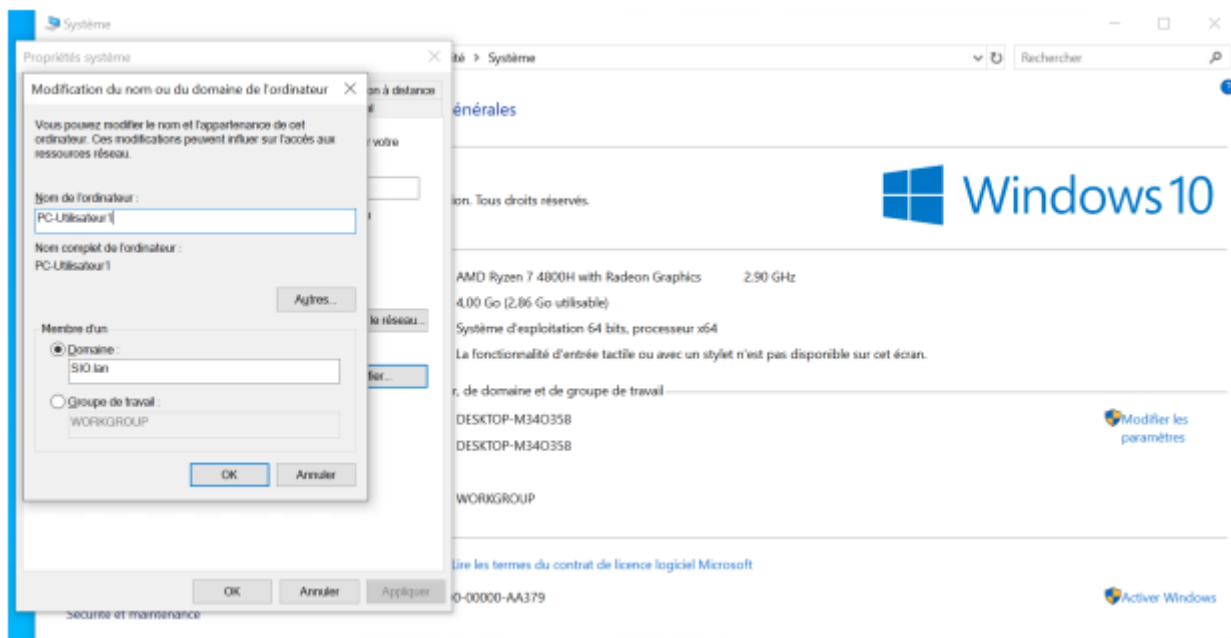 Système
Propriétés système
ité > Système
Rechercher
Modification du nom ou du domaine de l'ordinateur
on à distance
énérales
Vous pouvez modifier le nom et l'appartenance de cet
ordinateur. Ces modifications peuvent influer sur l'accès aux
ressources réseau.
r votre
Nom de l'ordinateur :
PC-Utilisateur1
ion. Tous droits réservés.
Windows 10
Nom complet de l'ordinateur :
PC-Utilisateur1
Autres...
AMD Ryzen 7 4800H with Radeon Graphics 2.90 GHz
4,00 Go (2,86 Go utilisable)
le réseau...
Système d'exploitation 64 bits, processeur x64
Membre d'un
Domaine :
SIO.lan
La fonctionnalité d'entrée tactile ou avec un stylet n'est pas disponible sur cet écran.
fier...
r, de domaine et de groupe de travail
Groupe de travail :
WORKGROUP
DESKTOP-M34O358
DESKTOP-M34O358
Modifier les
paramètres
OK Annuler
WORKGROUP
Lire les termes du contrat de licence logiciel Microsoft
OK Annuler Appliquer
0-00000-AA379
Activer Windows
Sécurité et maintenance